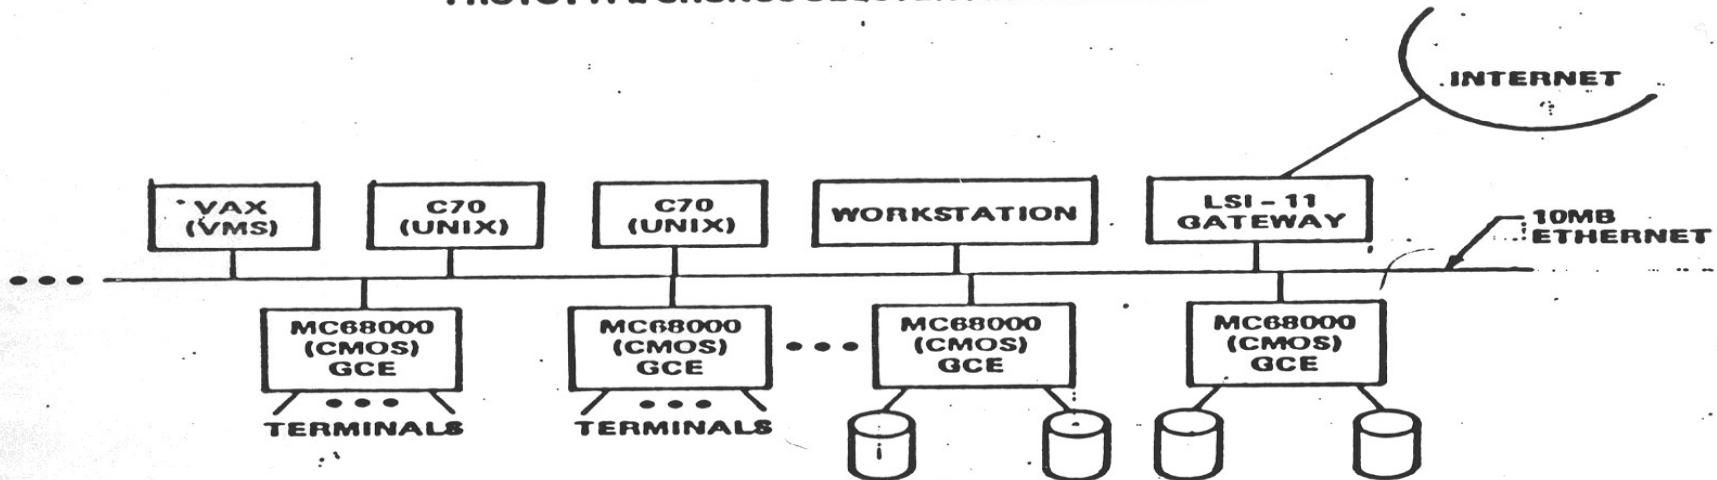 INTERNET
VAX
(VMS)
C70
(UNIX)
C70
(UNIX)
WORKSTATION
LSI-11
GATEWAY
10MB
ETHERNET
MC68000
(CMOS)
GCE
MC68000
(CMOS)
GCE
MC68000
(CMOS)
GCE
MC68000
(CMOS)
GCE
TERMINALS
TERMINALS